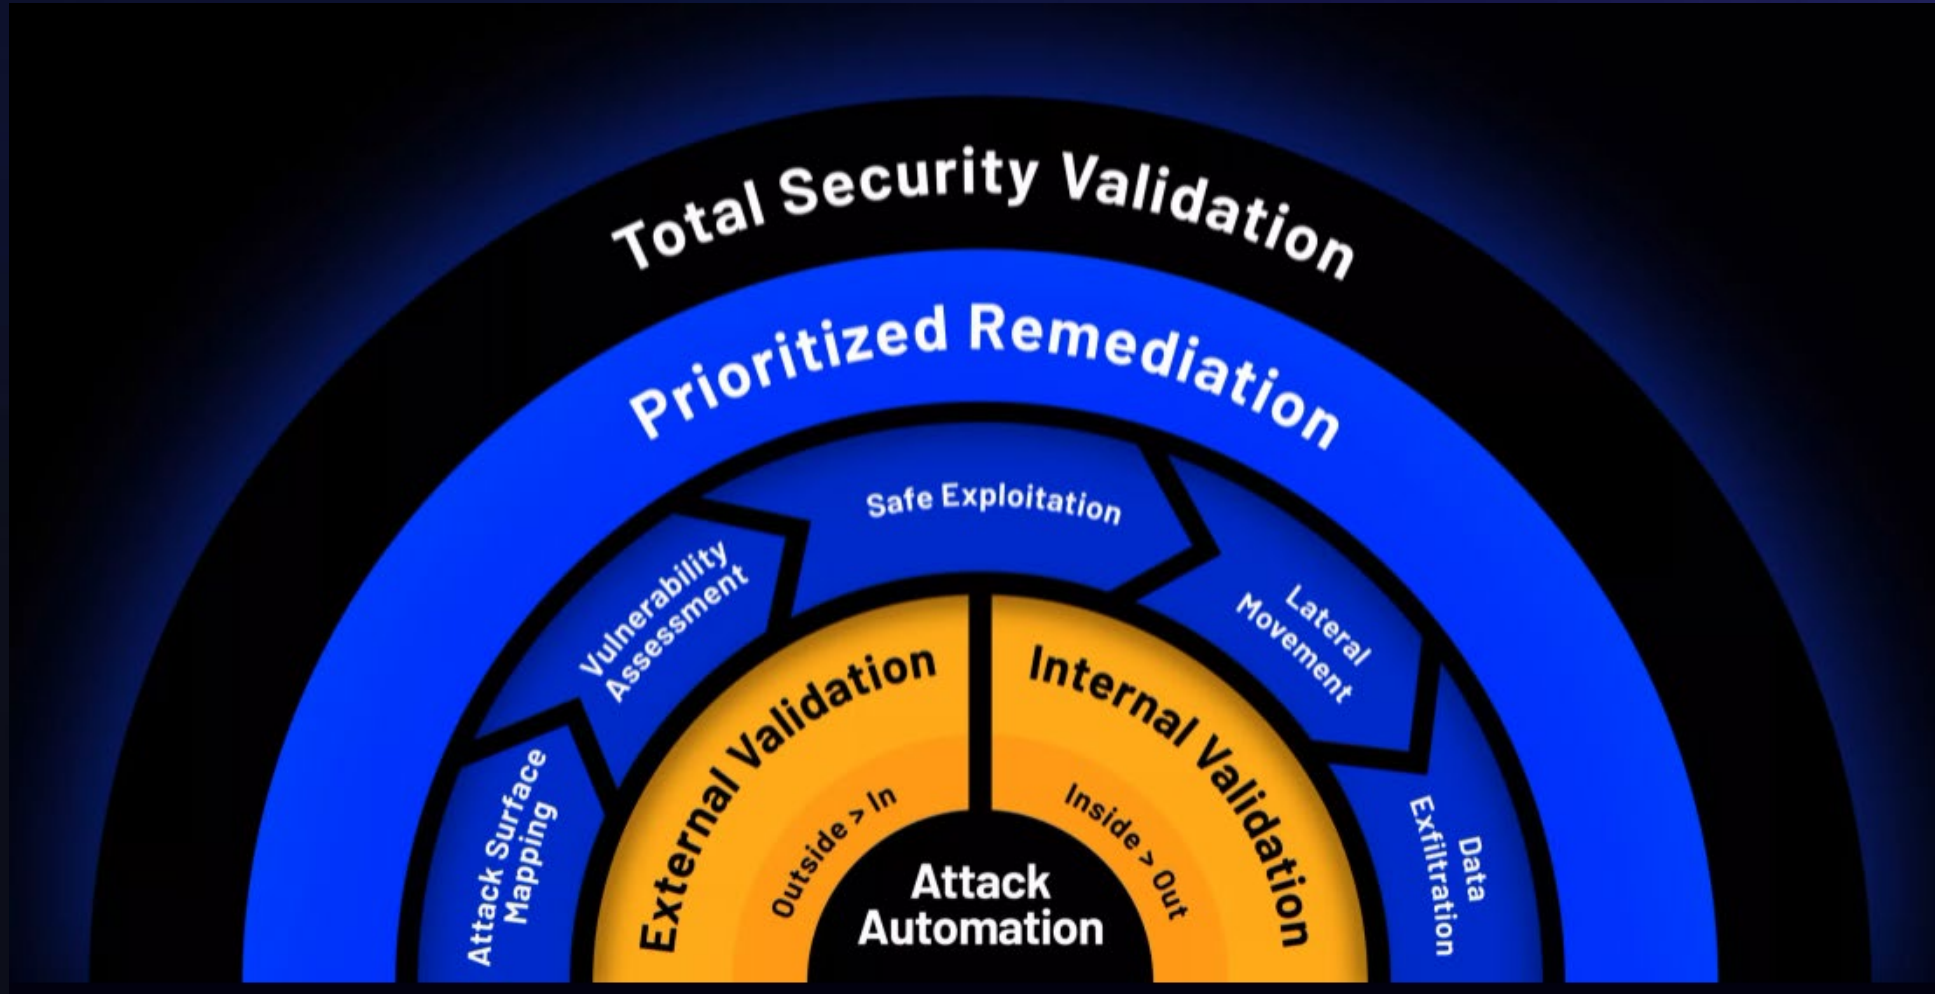 Total Security Validation
Prioritized Remediation
Attack Surface
Mapping
Vulnerability
Assessment
Safe Exploitation
Lateral
Movement
Data
Exfiltration
External Validation
Internal Validation
Outside > In
Inside > Out
Attack
Automation